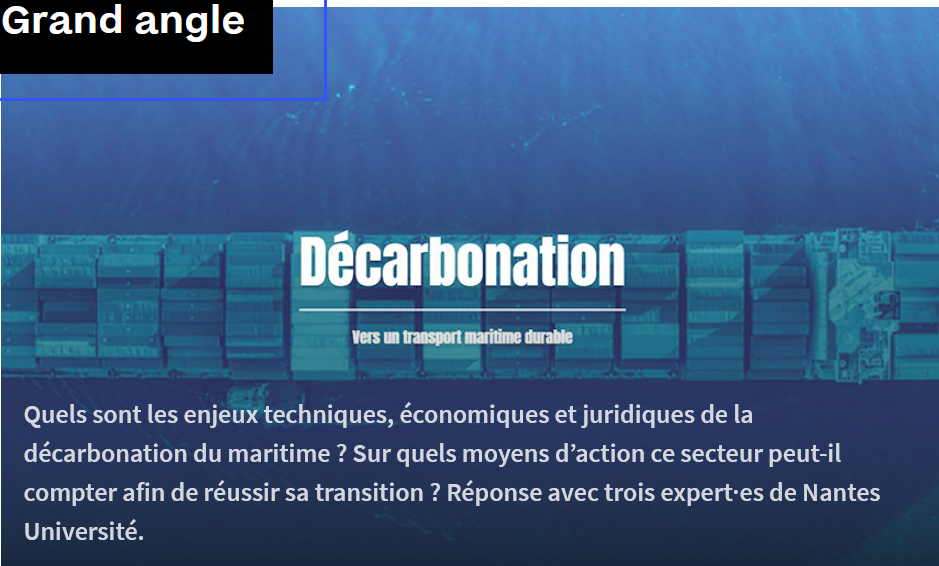 Grand angle
Décarbonation
Vers un transport maritime durable
Quels sont les enjeux techniques, économiques et juridiques de la
décarbonation du maritime ? Sur quels moyens d’action ce secteur peut-il
compter afin de réussir sa transition ? Réponse avec trois expert·es de Nantes
Université.